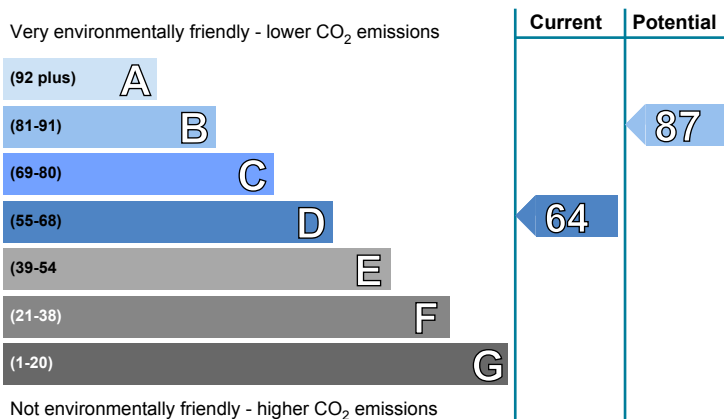 Current Potential
Very environmentally friendly - lower CO2 emissions
(92 plus) A
(81-91) B
87
(69-80) C
(55-68) D
64
(39-54 E
(21-38) F
(1-20) G
Not environmentally friendly - higher CO2 emissions